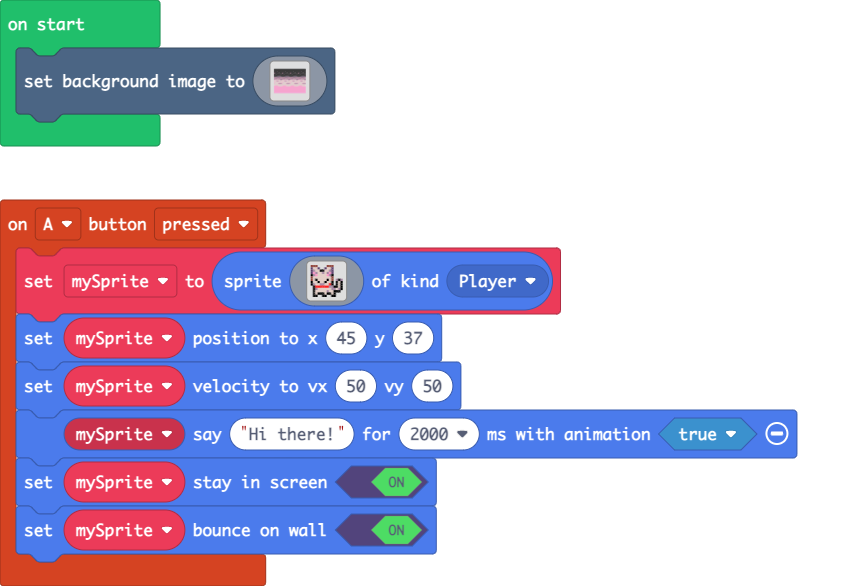 on start
set background image to
on A button pressed
set mySprite to sprite of kind Player
set mySprite position to x 45 y 37
set mySprite velocity to vx 50 vy 50
mySprite say "Hi there!" for 2000 ms with animation true
set mySprite stay in screen ON
set mySprite bounce on wall ON